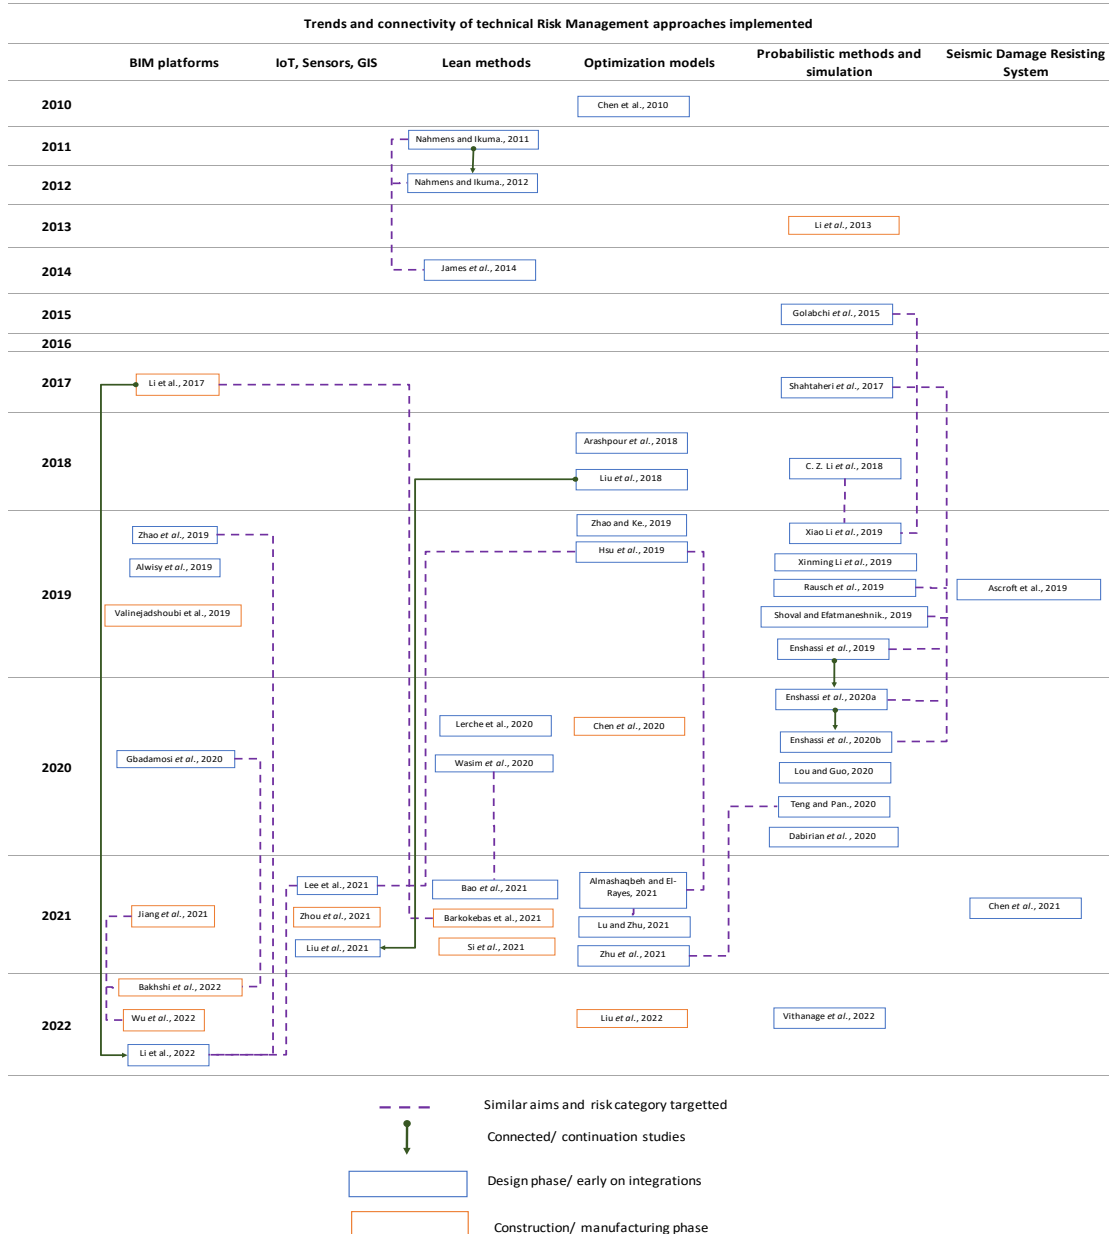 Trends and connectivity of technical Risk Management approaches implemented
BIM platforms
IoT, Sensors, GIS
Lean methods
Optimization models
Probabilistic methods and
simulation
Seismic Damage Resisting
System
2010
Chen et al., 2010
2011
Nahmens and Ikuma., 2011
2012
Nahmens and Ikuma., 2012
2013
Li et al., 2013
2014
James et al., 2014
2015
Golabchi et al., 2015
2016
2017
Li et al., 2017
Shahtaheri et al., 2017
2018
Arashpour et al., 2018
Liu et al., 2018
C. Z. Li et al., 2018
2019
Zhao et al., 2019
Alwisy et al., 2019
Valinejadshoubi et al., 2019
Zhao and Ke., 2019
Hsu et al., 2019
Xiao Li et al., 2019
Xinming Li et al., 2019
Rausch et al., 2019
Shoval and Efatmaneshnik., 2019
Enshassi et al., 2019
Ascroft et al., 2019
2020
Gbadamosi et al., 2020
Lerche et al., 2020
Wasim et al., 2020
Chen et al., 2020
Enshassi et al., 2020a
Enshassi et al., 2020b
Lou and Guo, 2020
Teng and Pan., 2020
Dabirian et al., 2020
2021
Jiang et al., 2021
Lee et al., 2021
Zhou et al., 2021
Liu et al., 2021
Bao et al., 2021
Barkokebas et al., 2021
Si et al., 2021
Almashaqbeh and El-
Rayes, 2021
Lu and Zhu, 2021
Zhu et al., 2021
Chen et al., 2021
2022
Bakhshi et al., 2022
Wu et al., 2022
Li et al., 2022
Liu et al., 2022
Vithanage et al., 2022
Similar aims and risk category targetted
Connected/ continuation studies
Design phase/ early on integrations
Construction/ manufacturing phase